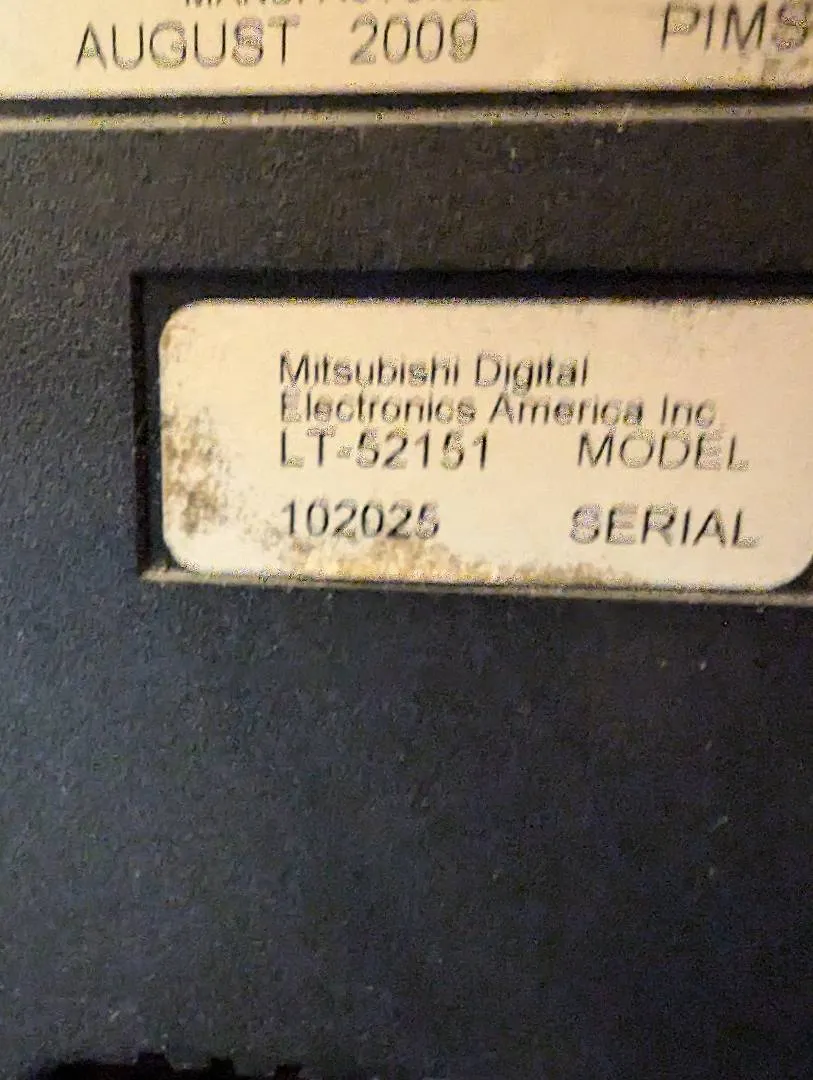 AUGUST 2009 PIMS
Mitsubishi Digital
Electronics America Inc
LT-52151 MODEL
102025 SERIAL